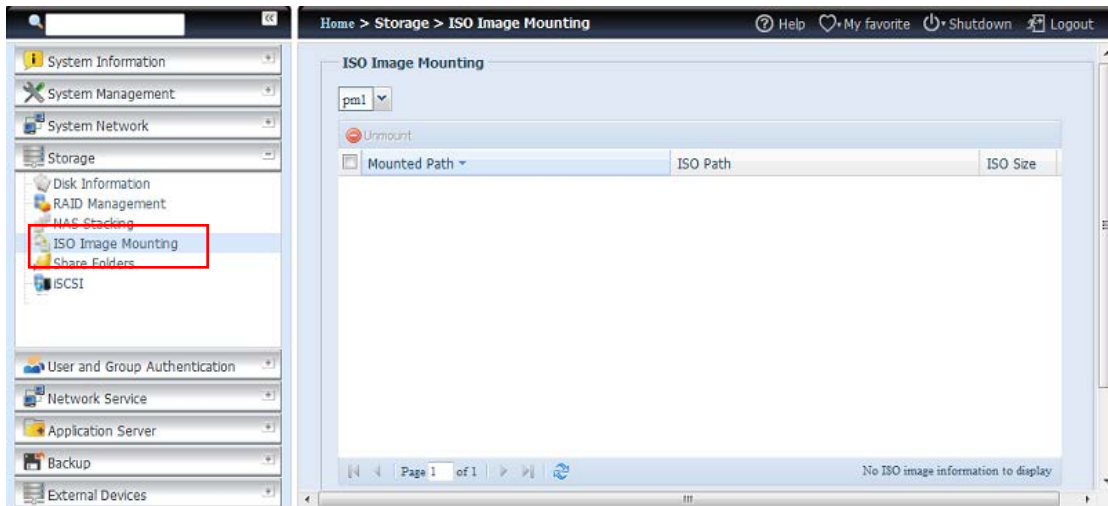 Home > Storage > ISO Image Mounting
Help My favorite Shutdown Logout
System Information
System Management
System Network
Storage
Disk Information
RAID Management
NAS Stacking
ISO Image Mounting
Share Folders
iSCSI
User and Group Authentication
Network Service
Application Server
Backup
External Devices
ISO Image Mounting
pm1
Unmount
Mounted Path ISO Path ISO Size
Page 1 of 1 No ISO image information to display